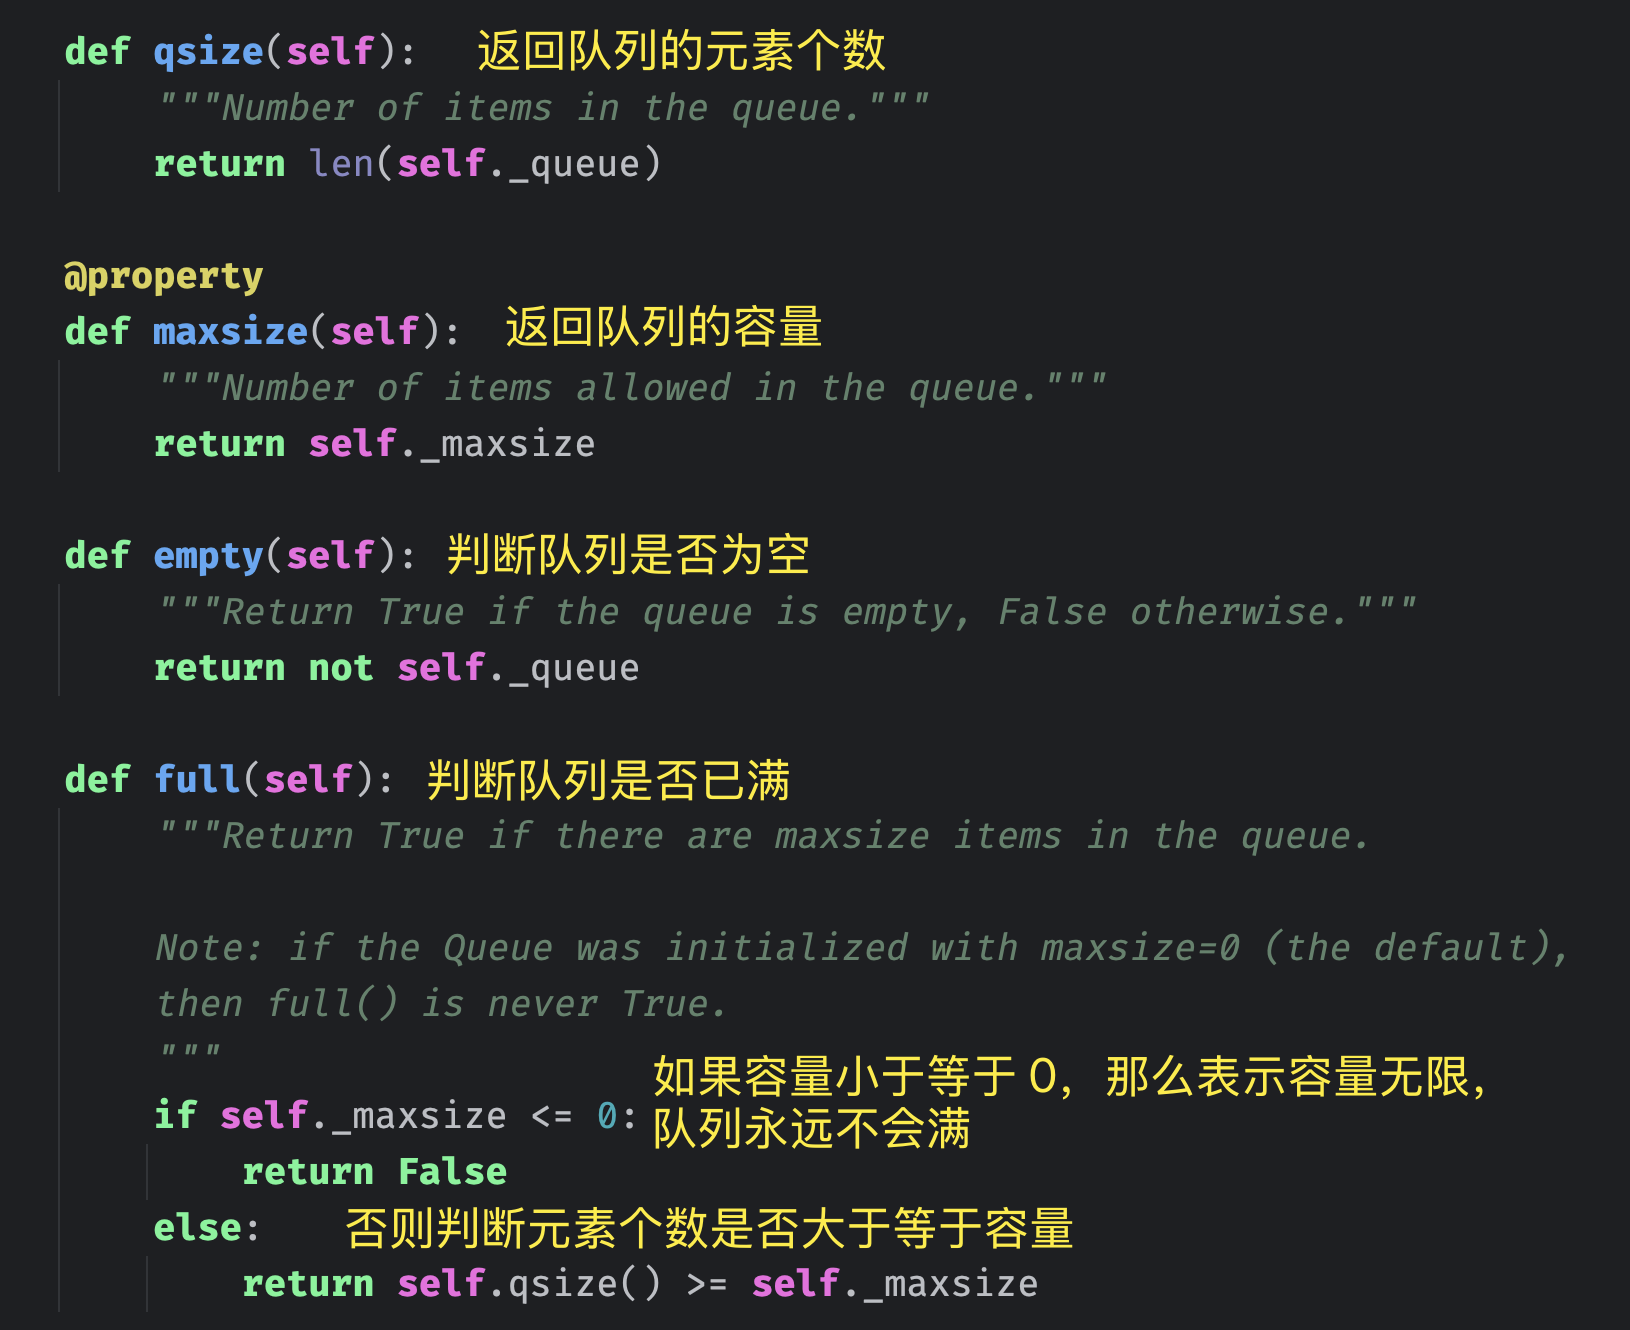 def qsize(self): 返回队列的元素个数
"""Number of items in the queue."""
return len(self._queue)
@property
def maxsize(self): 返回队列的容量
"""Number of items allowed in the queue."""
return self._maxsize
def empty(self): 判断队列是否为空
"""Return True if the queue is empty, False otherwise."""
return not self._queue
def full(self): 判断队列是否已满
"""Return True if there are maxsize items in the queue.
Note: if the Queue was initialized with maxsize=0 (the default),
then full() is never True.
"""
如果容量小于等于 0，那么表示容量无限，
if self._maxsize <= 0:
队列永远不会满
return False
else: 否则判断元素个数是否大于等于容量
return self.qsize() >= self._maxsize